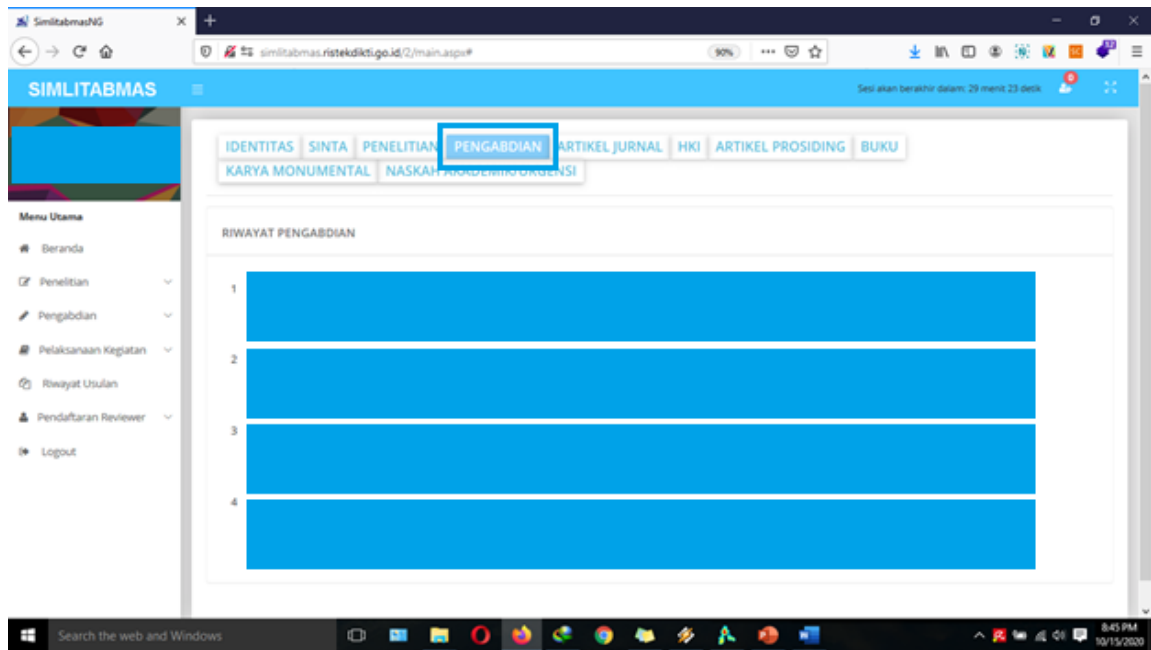 SimlitabmasNG
simlitabmas.ristekdikti.go.id/2/main.aspx#
90%
32
SIMLITABMAS
Sesi akan berakhir dalam: 29 menit 23 detik
0
IDENTITAS SINTA PENELITIAN PENGABDIAN ARTIKEL JURNAL HKI ARTIKEL PROSIDING BUKU
KARYA MONUMENTAL NASKAH AKADEMIK/URGENSI
Menu Utama
Beranda
Penelitian
Pengabdian
Pelaksanaan Kegiatan
Riwayat Usulan
Pendaftaran Reviewer
Logout
RIWAYAT PENGABDIAN
1
2
3
4
Search the web and Windows
8:45 PM
10/15/2020